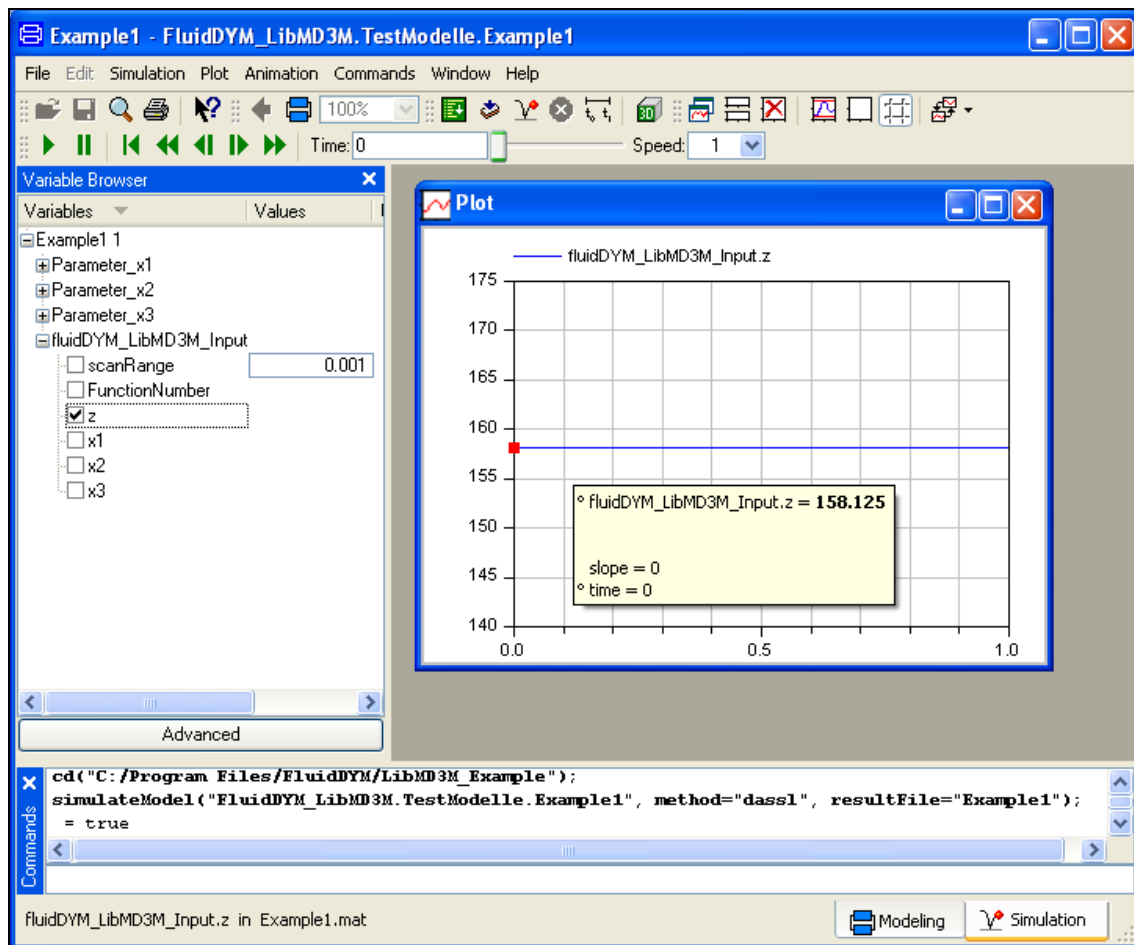 Example1 - FluidDYM_LibMD3M.TestModelle.Example1
File Edit Simulation Plot Animation Commands Window Help
100%
3D
Time: 0 Speed: 1
Variable Browser
Variables Values
Example1 1
Parameter_x1
Parameter_x2
Parameter_x3
fluidDYM_LibMD3M_Input
scanRange 0.001
FunctionNumber
z
x1
x2
x3
Advanced
Plot
fluidDYM_LibMD3M_Input.z
175
170
165
160
155
150
145
140
0.0 0.5 1.0
° fluidDYM_LibMD3M_Input.z = 158.125
slope = 0
° time = 0
Commands
cd("C:/Program Files/FluidDYM/LibMD3M_Example");
simulateModel("FluidDYM_LibMD3M.TestModelle.Example1", method="dassl", resultFile="Example1");
= true
fluidDYM_LibMD3M_Input.z in Example1.mat
Modeling Simulation